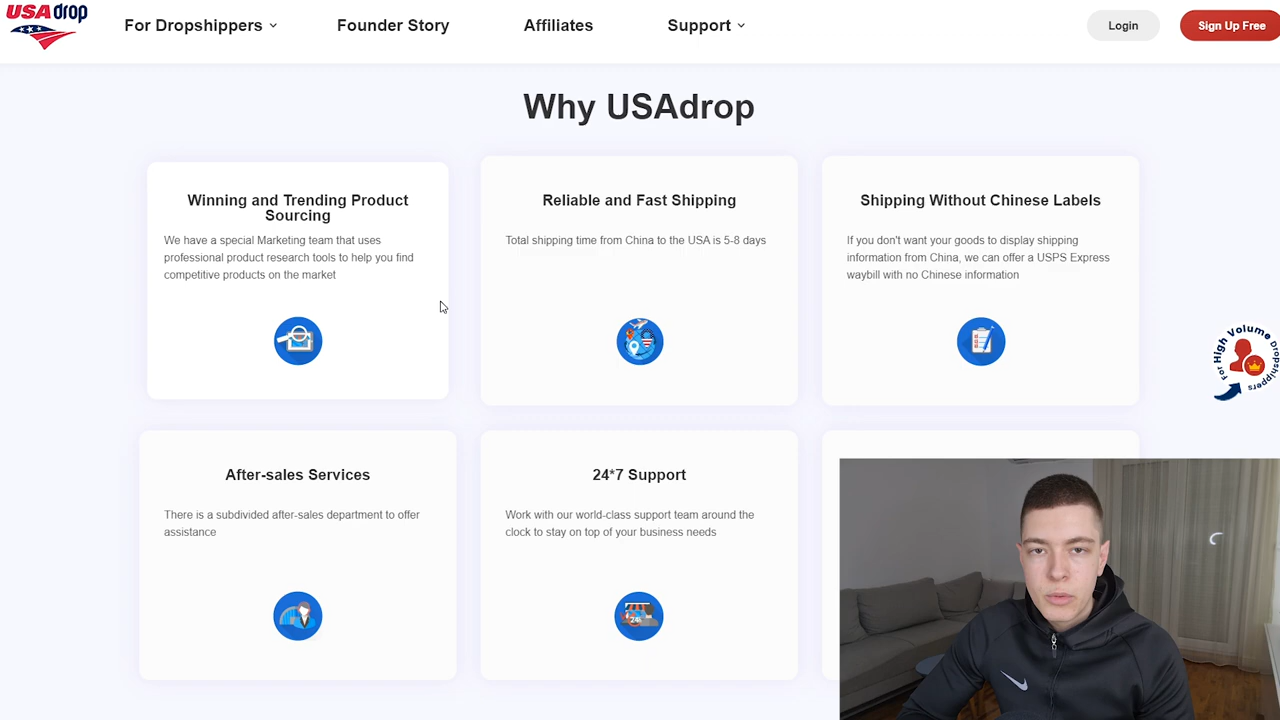 USAdrop
For Dropshippers
Founder Story
Affiliates
Support
Login
Sign Up Free
Why USAdrop
Winning and Trending Product
Sourcing
We have a special Marketing team that uses
professional product research tools to help you find
competitive products on the market
Reliable and Fast Shipping
Total shipping time from China to the USA is 5-8 days
Shipping Without Chinese Labels
If you don't want your goods to display shipping
information from China, we can offer a USPS Express
waybill with no Chinese information
For High Volume Dropshippers
After-sales Services
There is a subdivided after-sales department to offer
assistance
24*7 Support
Work with our world-class support team around the
clock to stay on top of your business needs
24